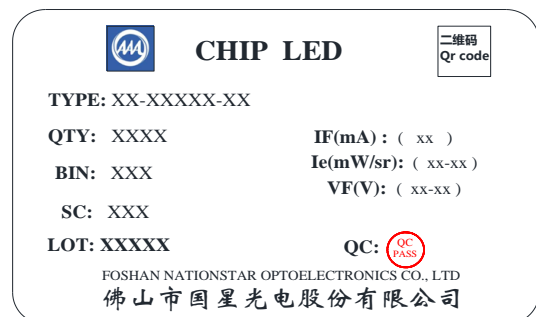 CHIP LED
二维码
Qr code
TYPE: XX-XXXXX-XX
QTY: XXXX
IF(mA) : ( xx )
BIN: XXX
Ie(mW/sr): ( xx-xx )
VF(V): ( xx-xx )
SC: XXX
LOT: XXXXX
QC: QC
PASS
FOSHAN NATIONSTAR OPTOELECTRONICS CO., LTD
佛山市国星光电股份有限公司